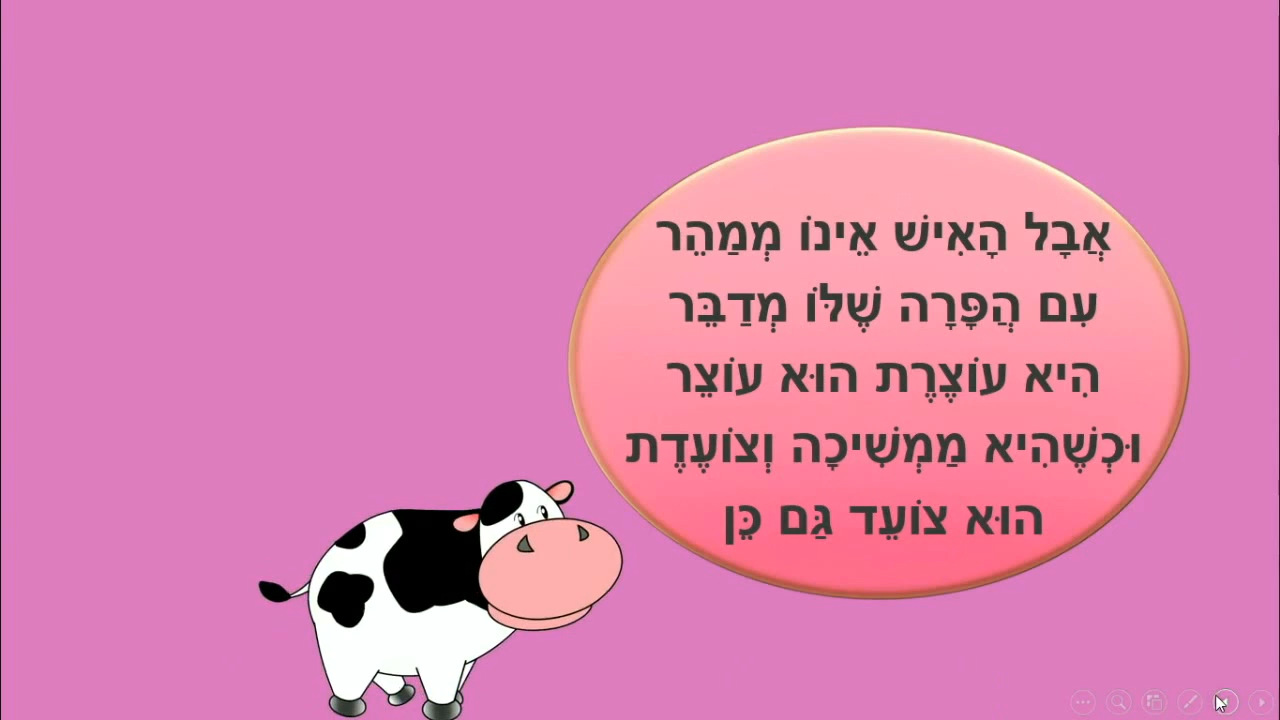 אֲבָל הָאִישׁ אֵינוֹ מְמַהֵר
עִם הֲפָּרָה שֶׁלּוֹ מְדַבֵּר
הִיא עוֹצֶרֶת הוּא עוֹצֵר
וּכְשֶׁהִיא מַמְשִׁיכָה וְצוֹעֶדֶת
הוּא צוֹעֵד גַּם כֵּן